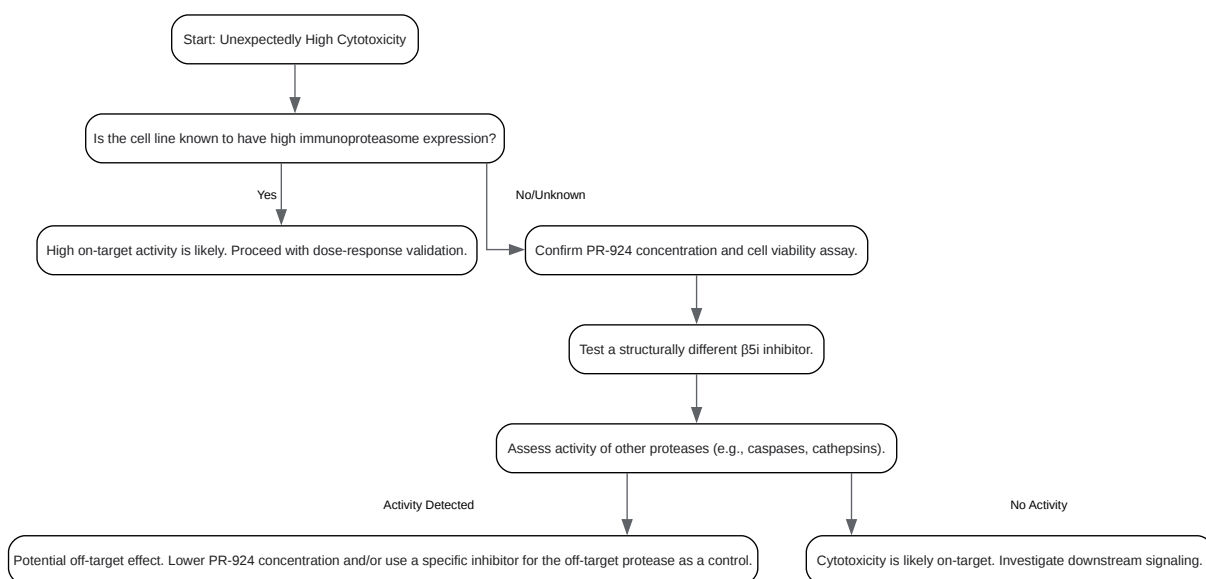 Start: Unexpectedly High Cytotoxicity
Is the cell line known to have high immunoproteasome expression?
Yes
No/Unknown
High on-target activity is likely. Proceed with dose-response validation.
Confirm PR-924 concentration and cell viability assay.
Test a structurally different β5i inhibitor.
Assess activity of other proteases (e.g., caspases, cathepsins).
Activity Detected
No Activity
Potential off-target effect. Lower PR-924 concentration and/or use a specific inhibitor for the off-target protease as a control.
Cytotoxicity is likely on-target. Investigate downstream signaling.